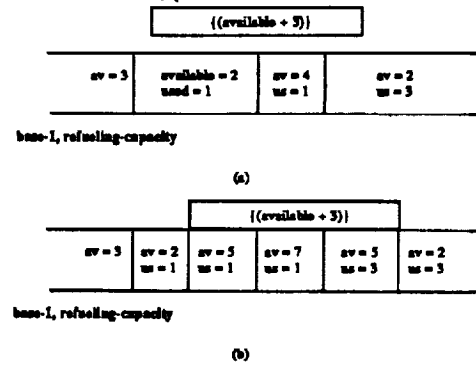 {(available + 3)}
av = 3 available = 2 av = 4 av = 2
used = 1 us = 1 us = 3
base-1, refueling-capacity
(a)
{(available + 3)}
av = 3 av = 2 av = 5 av = 7 av = 5 av = 2
us = 1 us = 1 us = 1 us = 3 us = 3
base-1, refueling-capacity
(b)